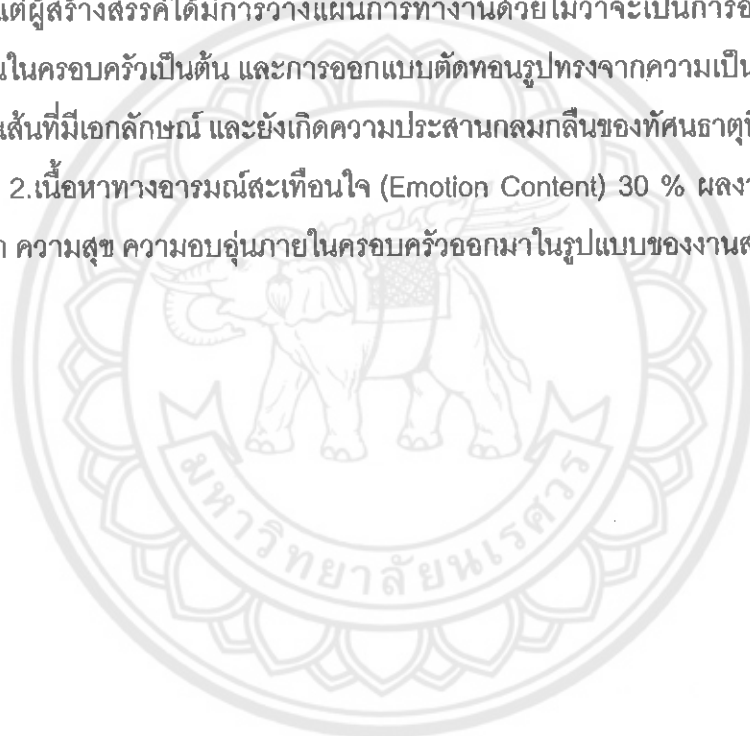 แต่ผู้สร้างสรรค์ได้มีการวางแผนการทำงานด้วยไม่ว่าจะเป็นการอ
ในครอบครัวเป็นต้น และการออกแบบตัดทอนรูปทรงจากความเป็น
เส้นที่มีเอกลักษณ์ และยังเกิดความประสานกลมกลืนของทัศนธาตุ
2.เนื้อหาทางอารมณ์สะเทือนใจ (Emotion Content) 30 % ผลง
ความสุข ความอบอุ่นภายในครอบครัวออกมาในรูปแบบของงานส
มหาวิทยาลัยนเรศวร